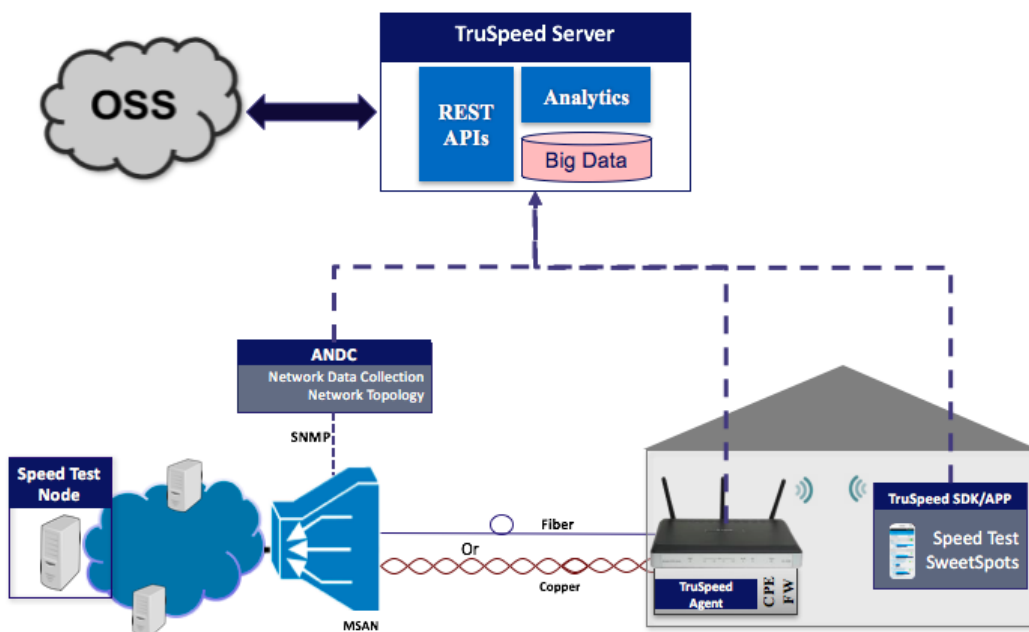 TruSpeed Server
OSS
REST
APIs
Analytics
Big Data
ANDC
Network Data Collection
Network Topology
SNMP
Speed Test
Node
Fiber
Or
Copper
MSAN
TruSpeed
Agent
CPE
FW
TruSpeed SDK/APP
Speed Test
SweetSpots